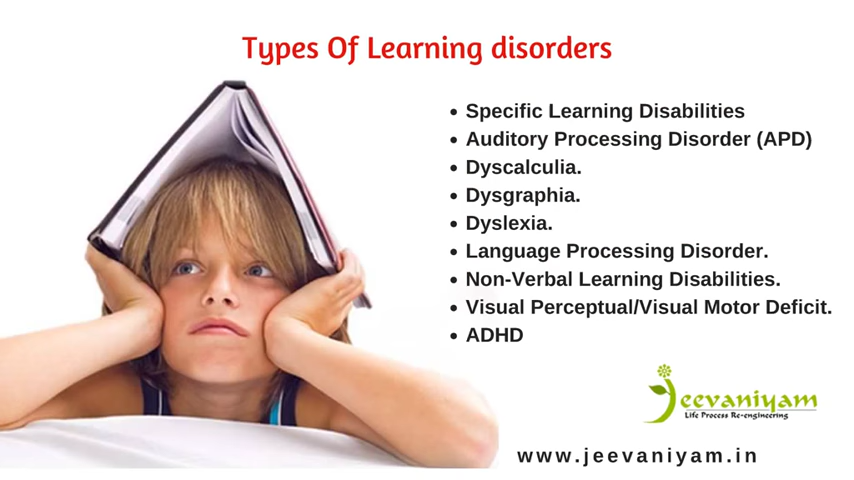 Types Of Learning disorders
Specific Learning Disabilities
Auditory Processing Disorder (APD)
Dyscalculia.
Dysgraphia.
Dyslexia.
Language Processing Disorder.
Non-Verbal Learning Disabilities.
Visual Perceptual/Visual Motor Deficit.
ADHD
Jeevaniyam
Life Process Re-engineering
www.jeevaniyam.in